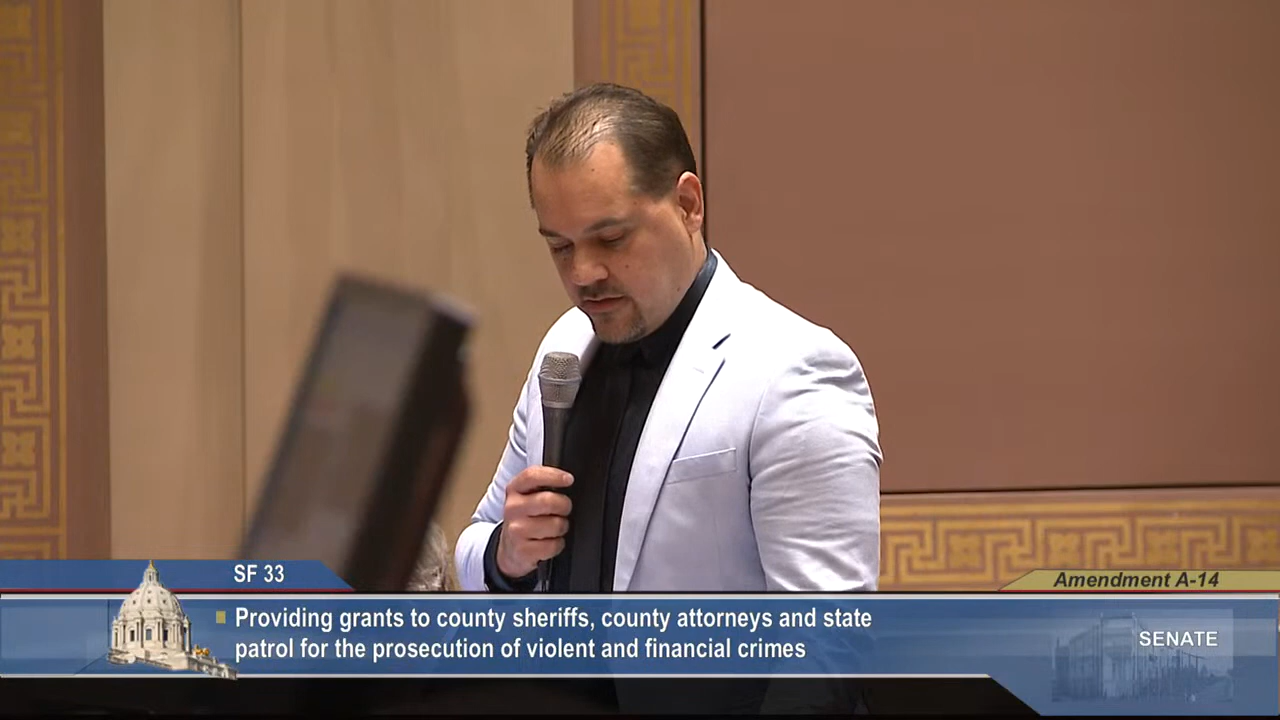 SF 33
Amendment A-14
Providing grants to county sheriffs, county attorneys and state
patrol for the prosecution of violent and financial crimes
SENATE